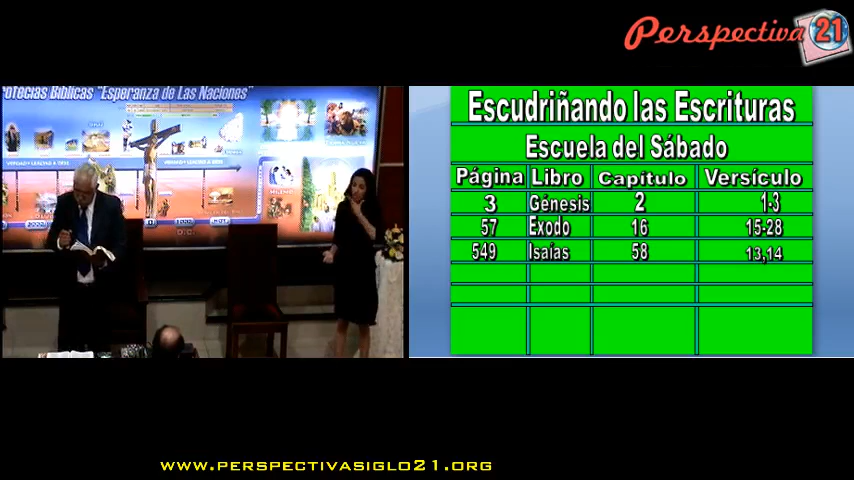 Perspectiva 21
ofecías Bíblicas "Esperanza de Las Naciones"
Escudriñando las Escrituras
Escuela del Sábado
Página Libro Capítulo Versículo
3 Génesis 2 1-3
57 Exodo 16 15-28
549 Isaías 58 13,14
www.perspectivasiglo21.org